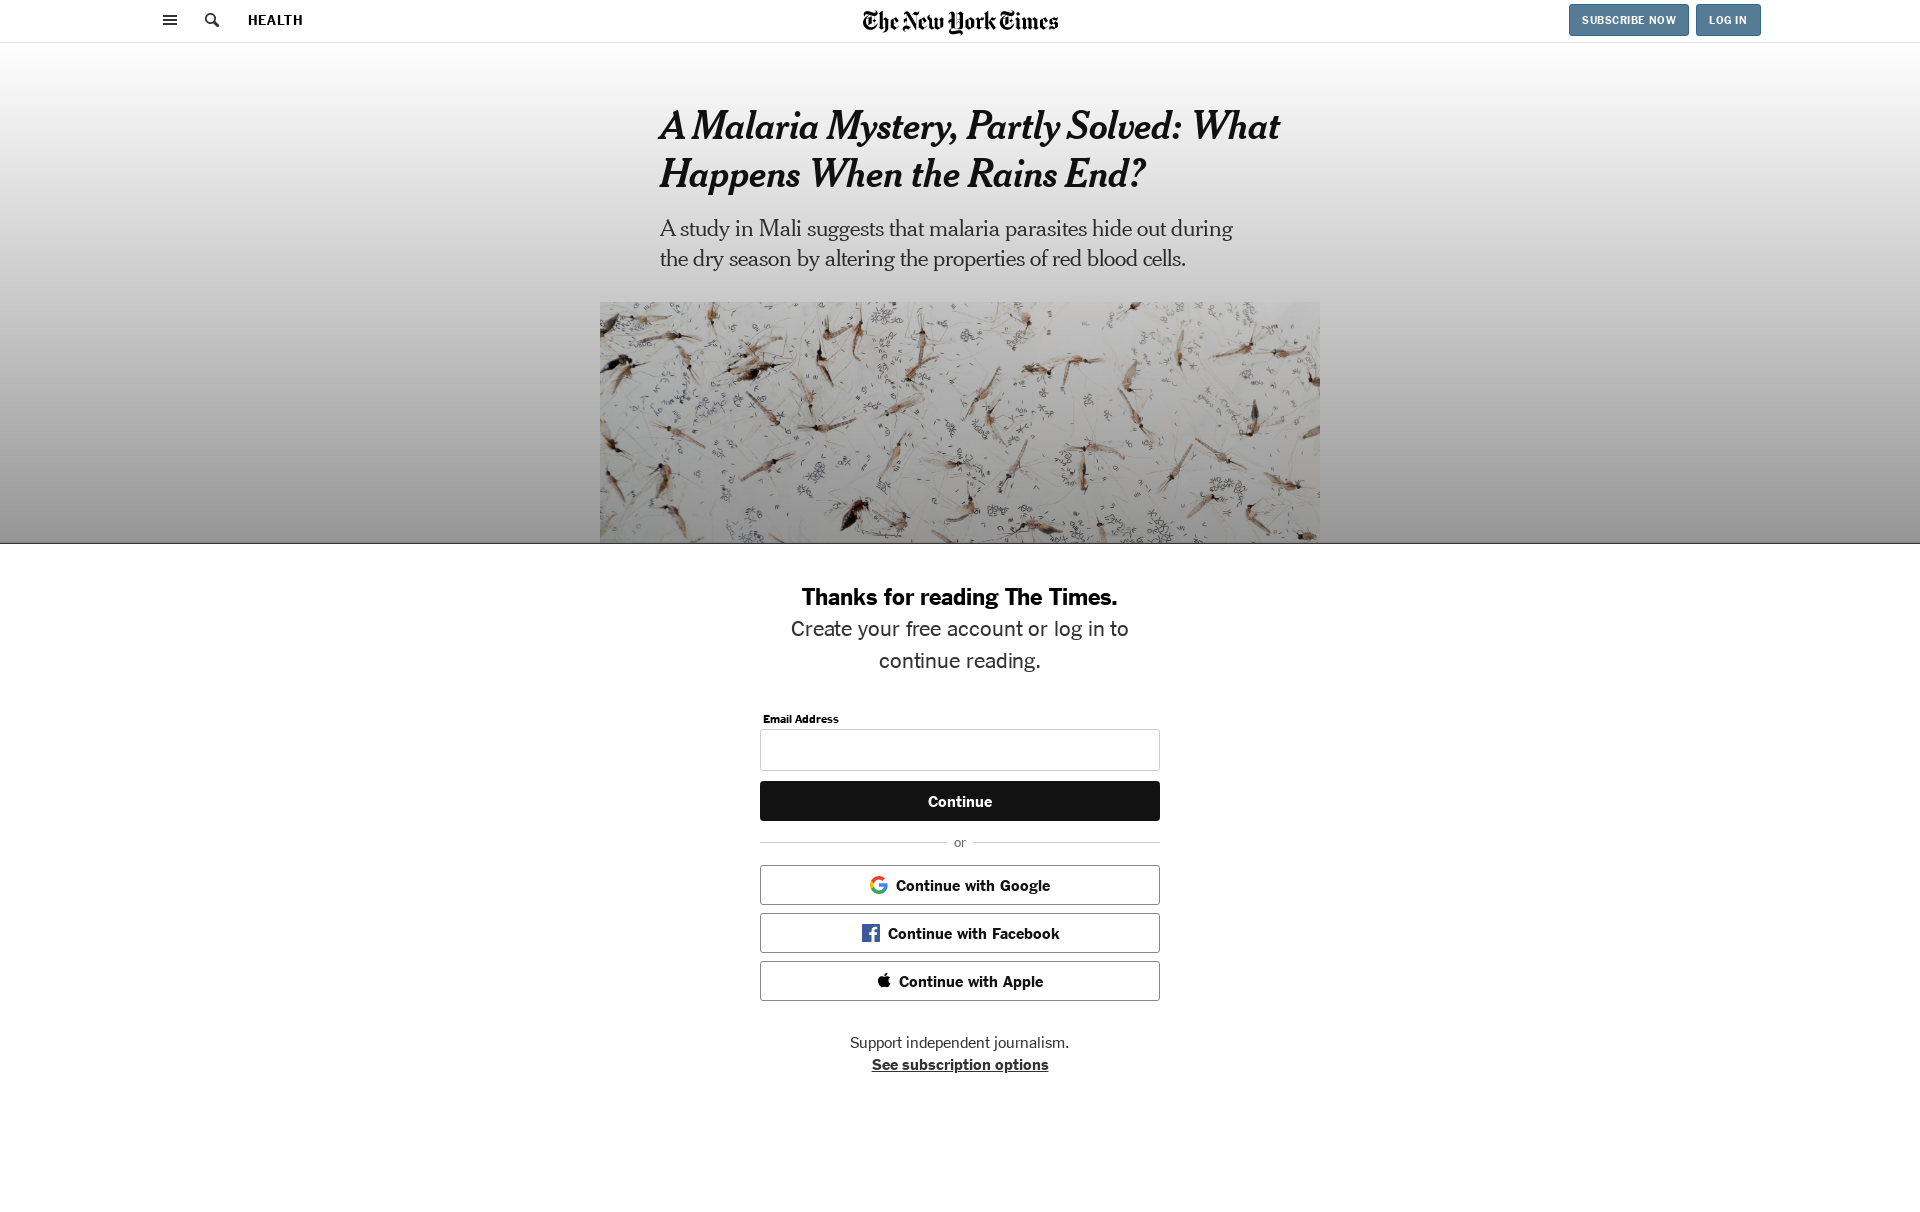 HEALTH
The New York Times
SUBSCRIBE NOW
LOG IN
A Malaria Mystery, Partly Solved: What
Happens When the Rains End?
A study in Mali suggests that malaria parasites hide out during
the dry season by altering the properties of red blood cells.
Thanks for reading The Times.
Create your free account or log in to
continue reading.
Email Address
Continue
or
Continue with Google
Continue with Facebook
Continue with Apple
Support independent journalism.
See subscription options